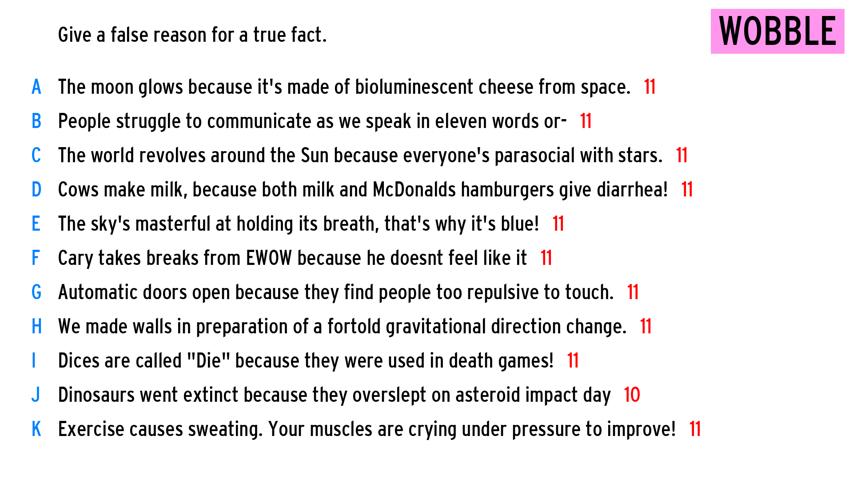 Give a false reason for a true fact.
WOBBLE
A The moon glows because it's made of bioluminescent cheese from space. 11
B People struggle to communicate as we speak in eleven words or- 11
C The world revolves around the Sun because everyone's parasocial with stars. 11
D Cows make milk, because both milk and McDonalds hamburgers give diarrhea! 11
E The sky's masterful at holding its breath, that's why it's blue! 11
F Cary takes breaks from EWOW because he doesnt feel like it 11
G Automatic doors open because they find people too repulsive to touch. 11
H We made walls in preparation of a fortold gravitational direction change. 11
I Dices are called "Die" because they were used in death games! 11
J Dinosaurs went extinct because they overslept on asteroid impact day 10
K Exercise causes sweating. Your muscles are crying under pressure to improve! 11